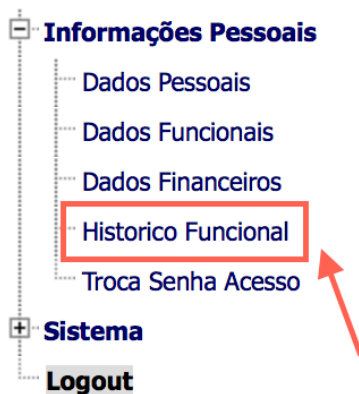 Informações Pessoais
Dados Pessoais
Dados Funcionais
Dados Financeiros
Historico Funcional
Troca Senha Acesso
Sistema
Logout